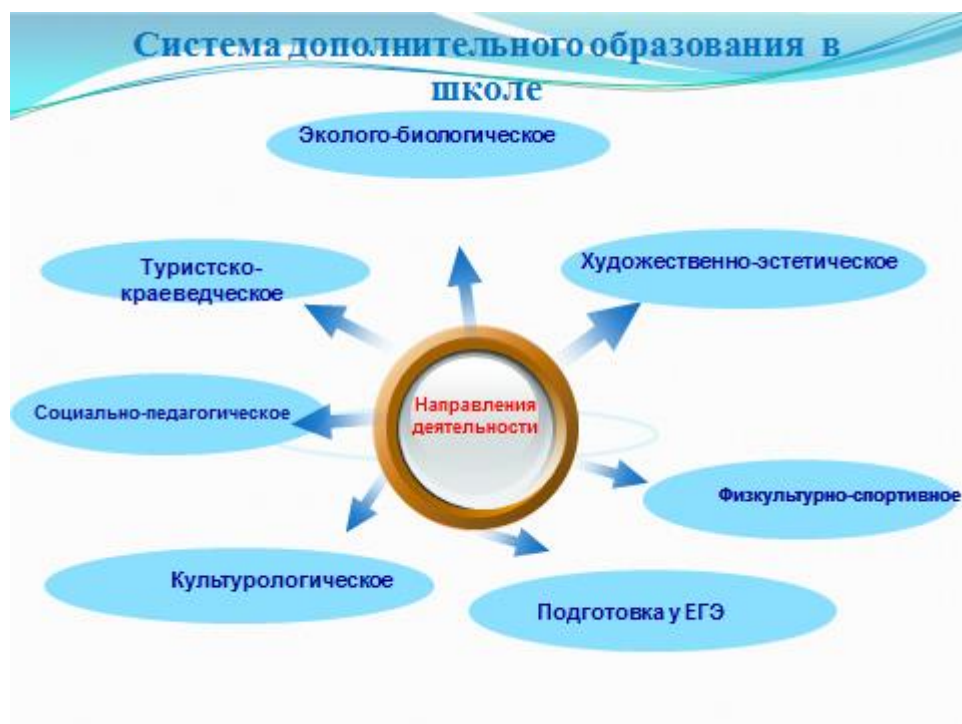 Система дополнительного образования в
школе
Эколого-биологическое
Туристско-
краеведческое
Художественно-эстетическое
Направления
деятельности
Социально-педагогическое
Физкультурно-спортивное
Культурологическое
Подготовка у ЕГЭ